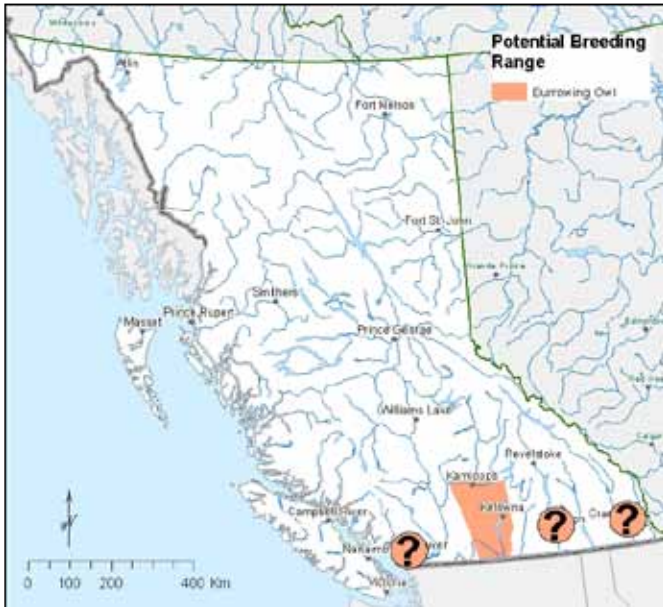 Potential Breeding
Range
Burrowing Owl
Atlin
Fort Nelson
Fort St. John
Grande Prairie
Smithers
Prince Rupert
Masset
Prince George
Williams Lake
Revelstoke
Kamloops
Kelowna
Campbell River
Nanaimo
Victoria
0 100 200 400 Km